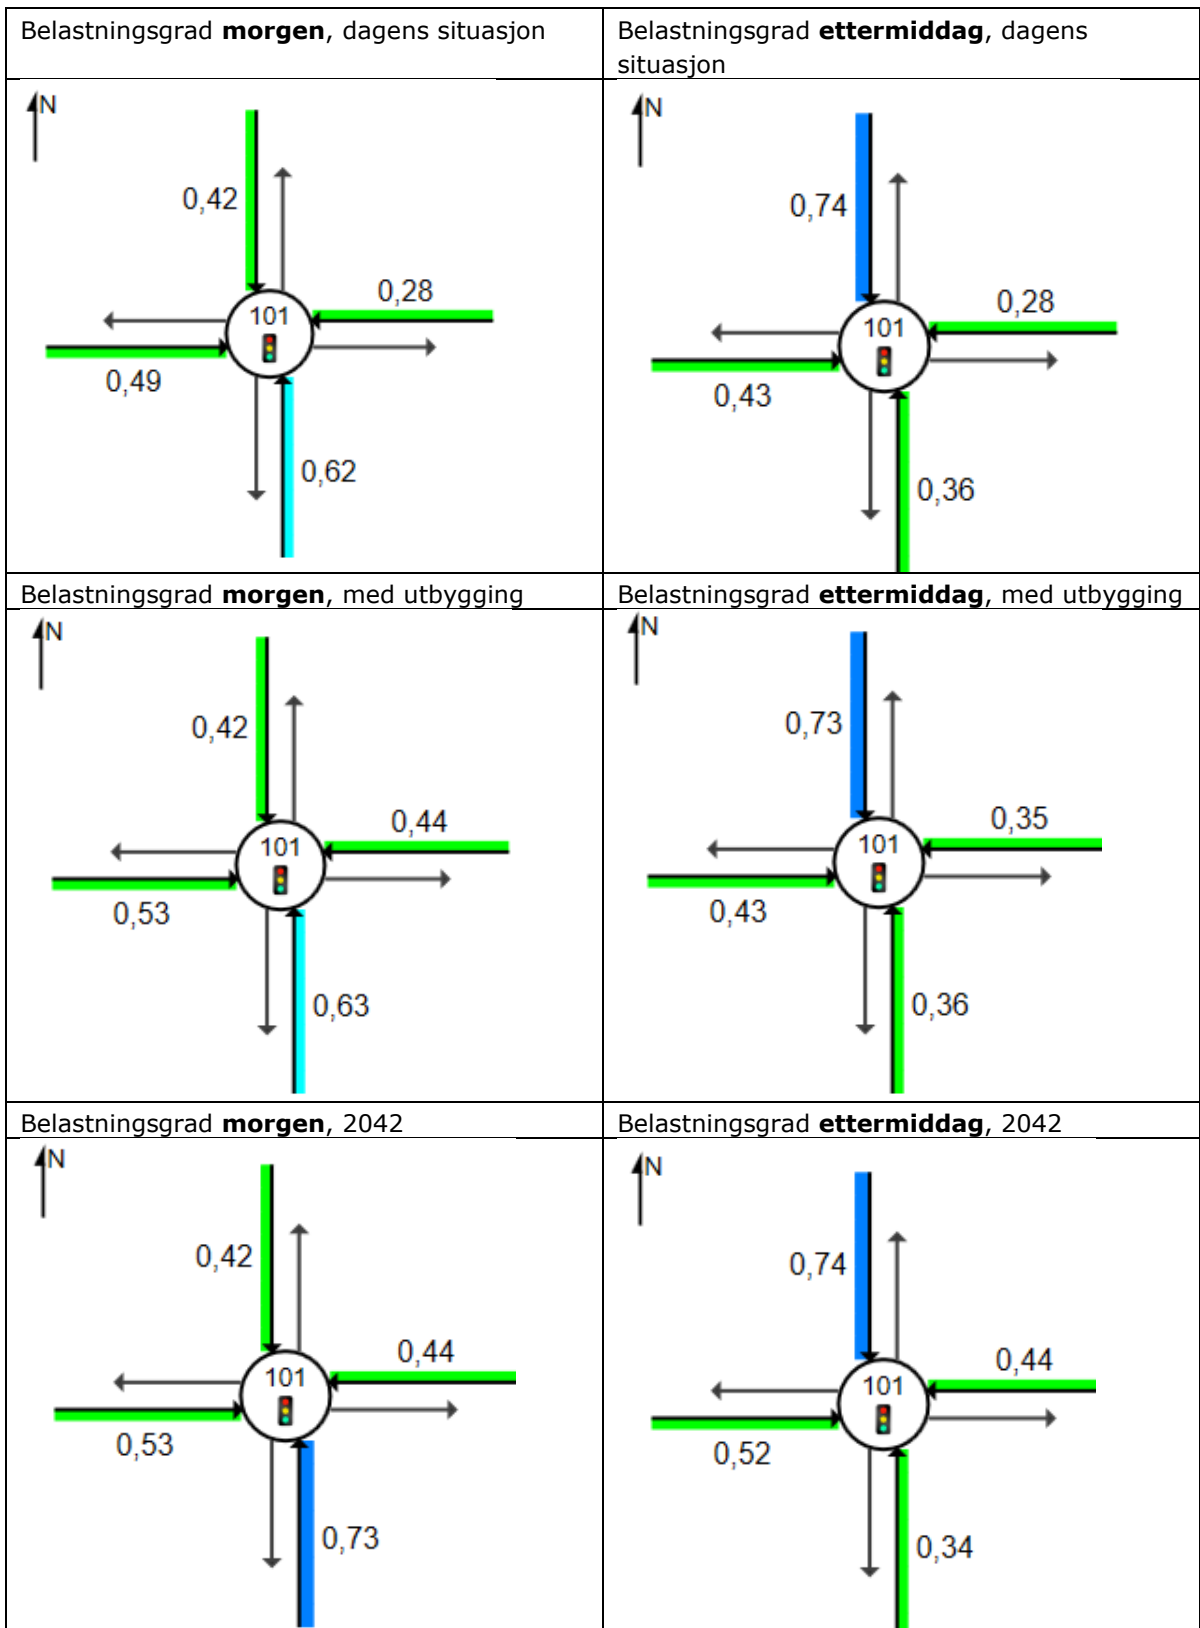 Belastningsgrad morgen, dagens situasjon
Belastningsgrad ettermiddag, dagens
situasjon
N
0,42
0,28
101
0,49
0,62
N
0,74
0,28
101
0,43
0,36
Belastningsgrad morgen, med utbygging
Belastningsgrad ettermiddag, med utbygging
N
0,42
0,44
101
0,53
0,63
N
0,73
0,35
101
0,43
0,36
Belastningsgrad morgen, 2042
Belastningsgrad ettermiddag, 2042
N
0,42
0,44
101
0,53
0,73
N
0,74
0,44
101
0,52
0,34